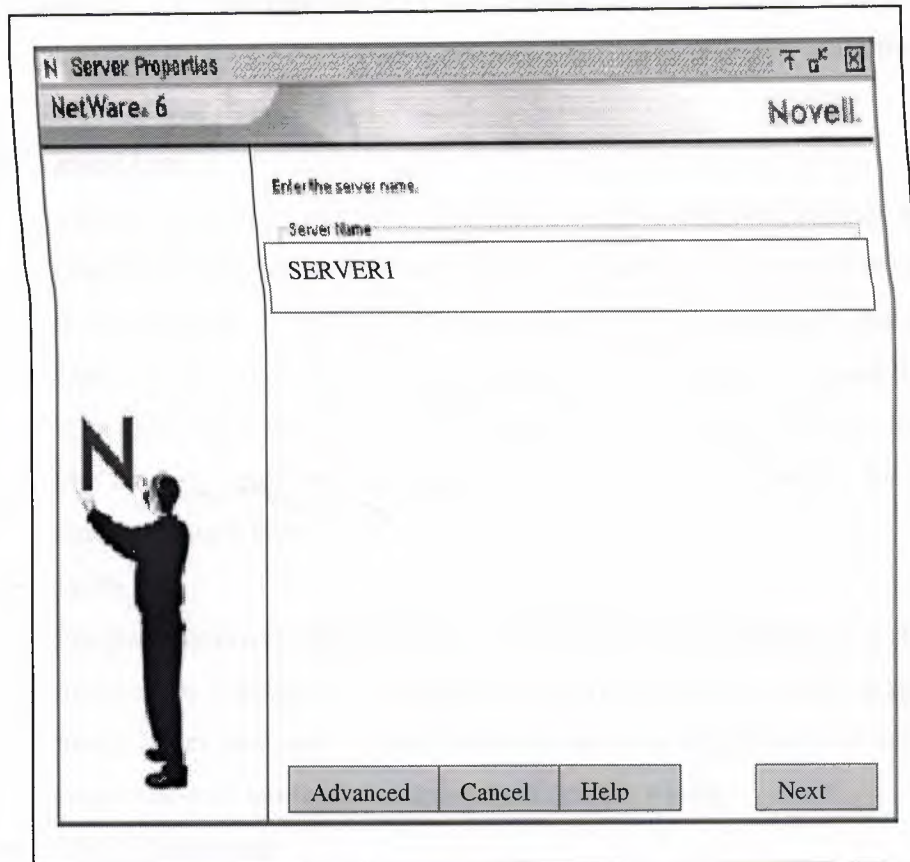 N Server Properties
NetWare® 6 Novell®
Enter the server name.
Server Name
SERVER1
N
Advanced Cancel Help Next